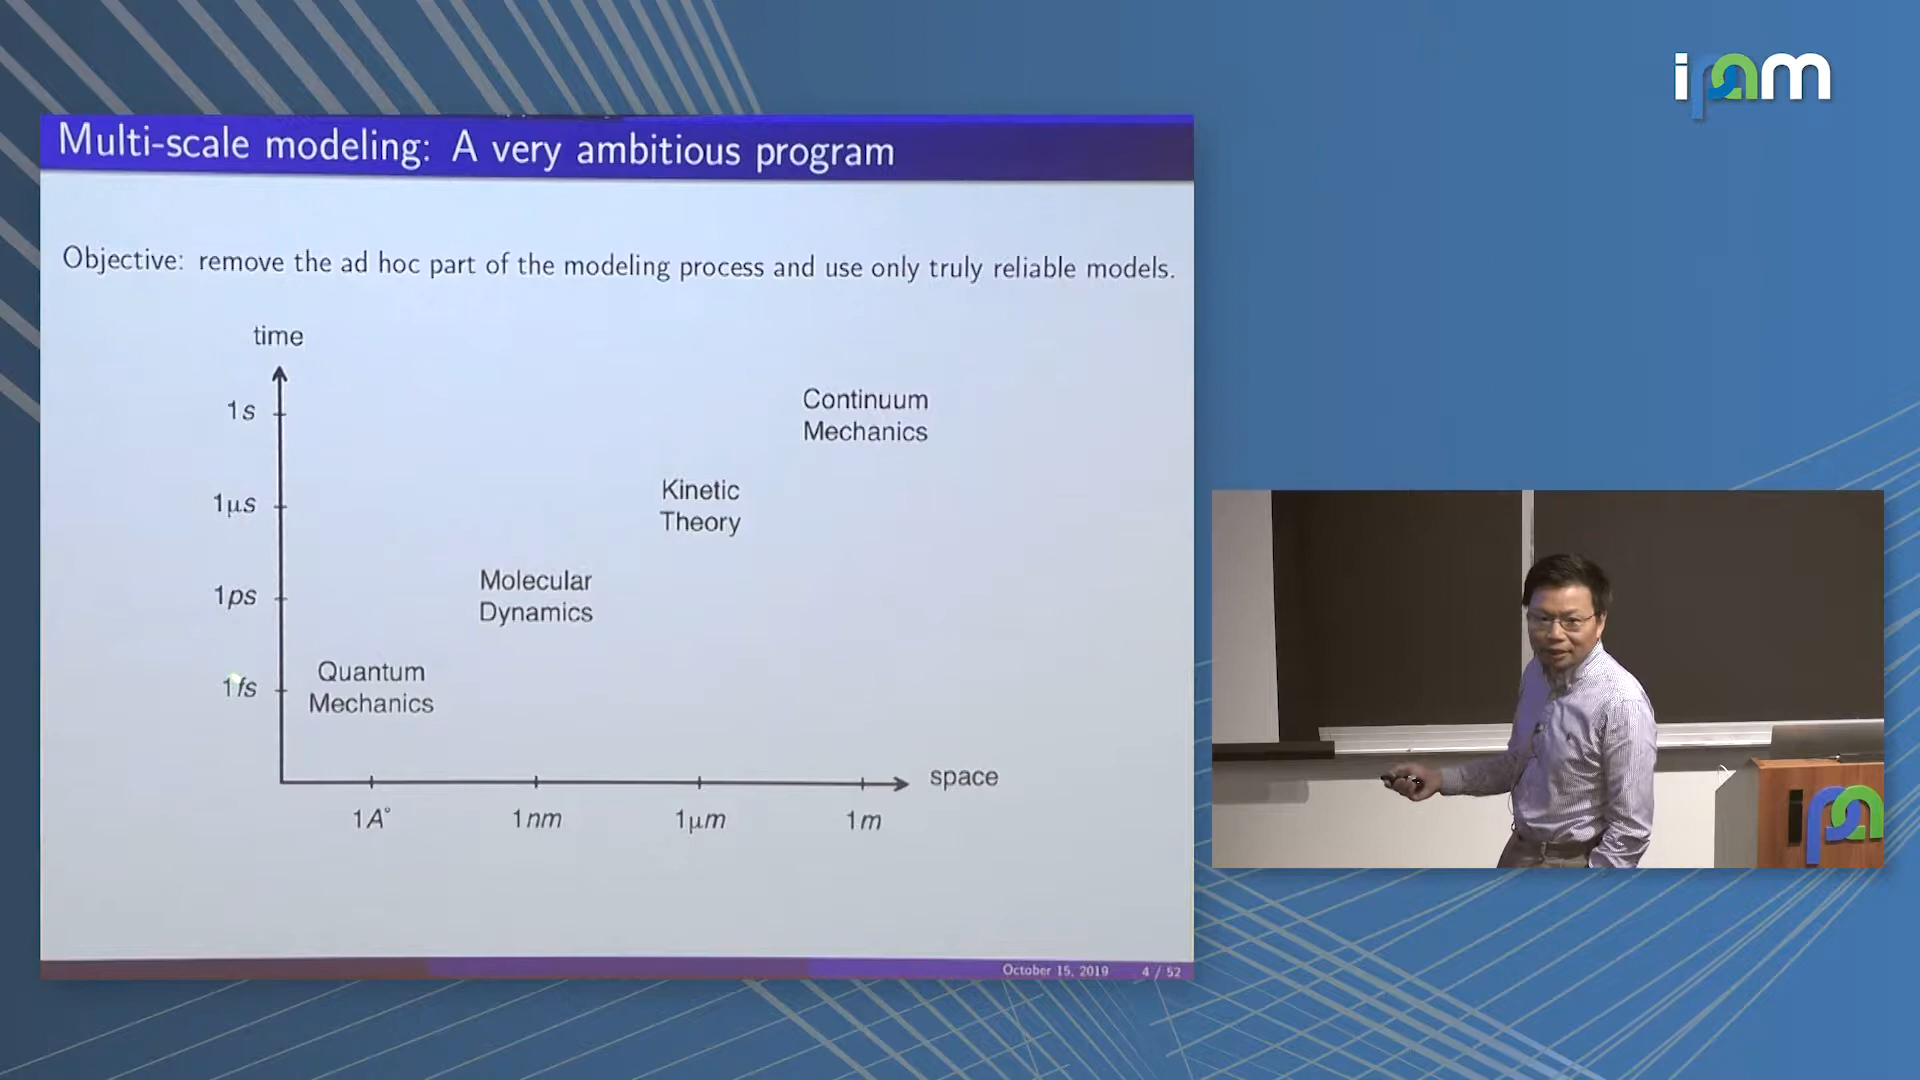 ipam
Multi-scale modeling: A very ambitious program
Objective: remove the ad hoc part of the modeling process and use only truly reliable models.
time
1s
Continuum
Mechanics
1μs
Kinetic
Theory
1ps
Molecular
Dynamics
1fs
Quantum
Mechanics
space
1A°
1nm
1μm
1m
October 15, 2019 4 / 52